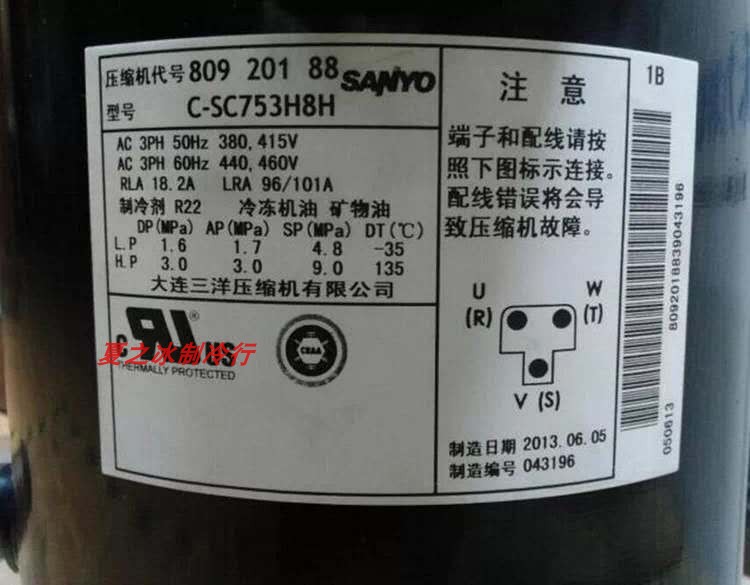 压缩机代号 809 201 88 SANYO
型号 C-SC753H8H
AC 3PH 50Hz 380,415V
AC 3PH 60Hz 440,460V
RLA 18.2A LRA 96/101A
制冷剂 R22 冷冻机油 矿物油
DP(MPa) AP(MPa) SP(MPa) DT(℃)
L.P 1.6 1.7 4.8 -35
H.P 3.0 3.0 9.0 135
大连三洋压缩机有限公司
c US
夏之冰制冷行
THERMALLY PROTECTED
CRAA
注 意
端子和配线请按
照下图标示连接。
配线错误将会导
致压缩机故障。
U W
(R) (T)
V (S)
制造日期 2013.06.05
制造编号 043196
1B
8092018839043196
050613